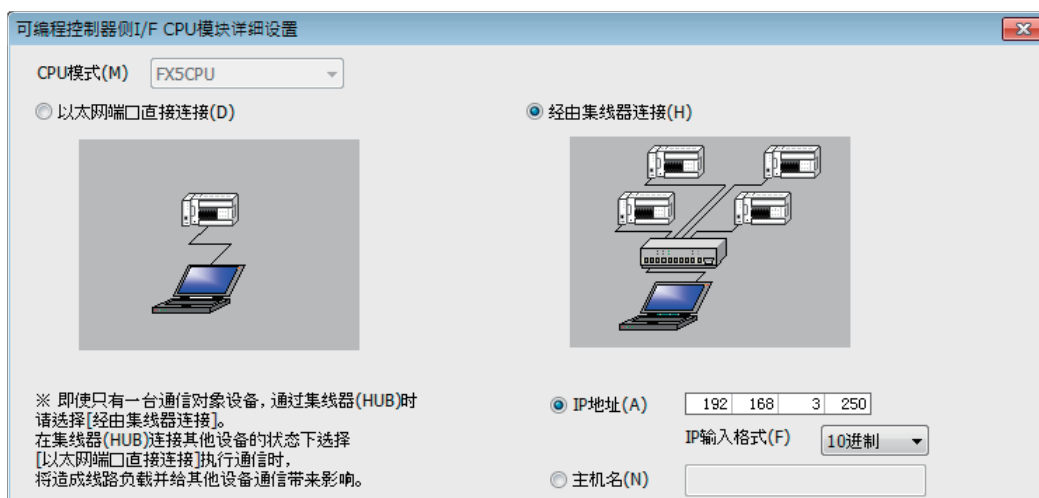 可编程控制器侧I/F CPU模块详细设置
CPU模式(M) FX5CPU
以太网端口直接连接(D)
经由集线器连接(H)
※ 即使只有一台通信对象设备，通过集线器(HUB)时
请选择[经由集线器连接]。
在集线器(HUB)连接其他设备的状态下选择
[以太网端口直接连接]执行通信时，
将造成线路负载并给其他设备通信带来影响。
IP地址(A) 192 168 3 250
IP输入格式(F) 10进制
主机名(N)